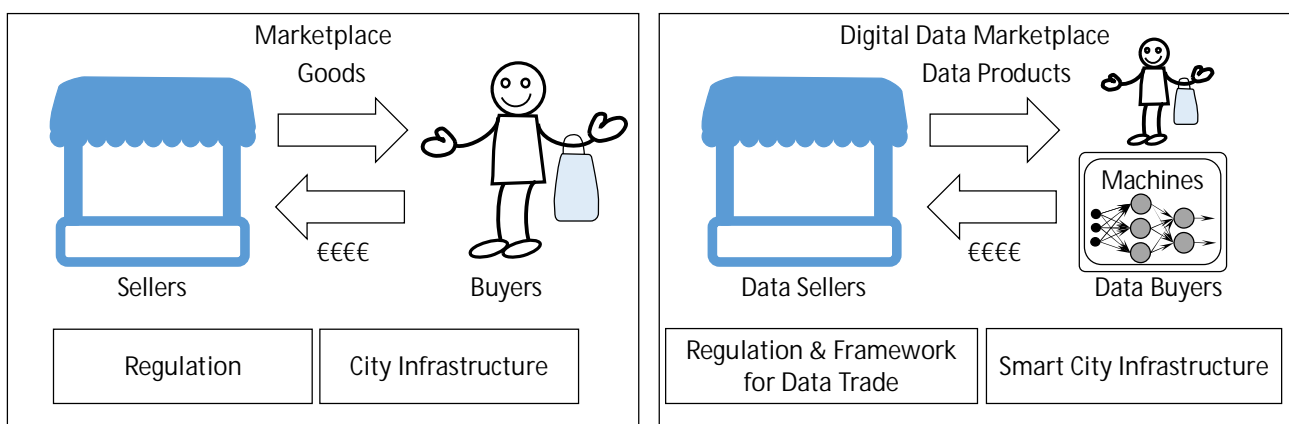 Marketplace
Goods
€€€€
Sellers
Buyers
Regulation
City Infrastructure
Digital Data Marketplace
Data Products
Machines
€€€€
Data Sellers
Data Buyers
Regulation & Framework
for Data Trade
Smart City Infrastructure